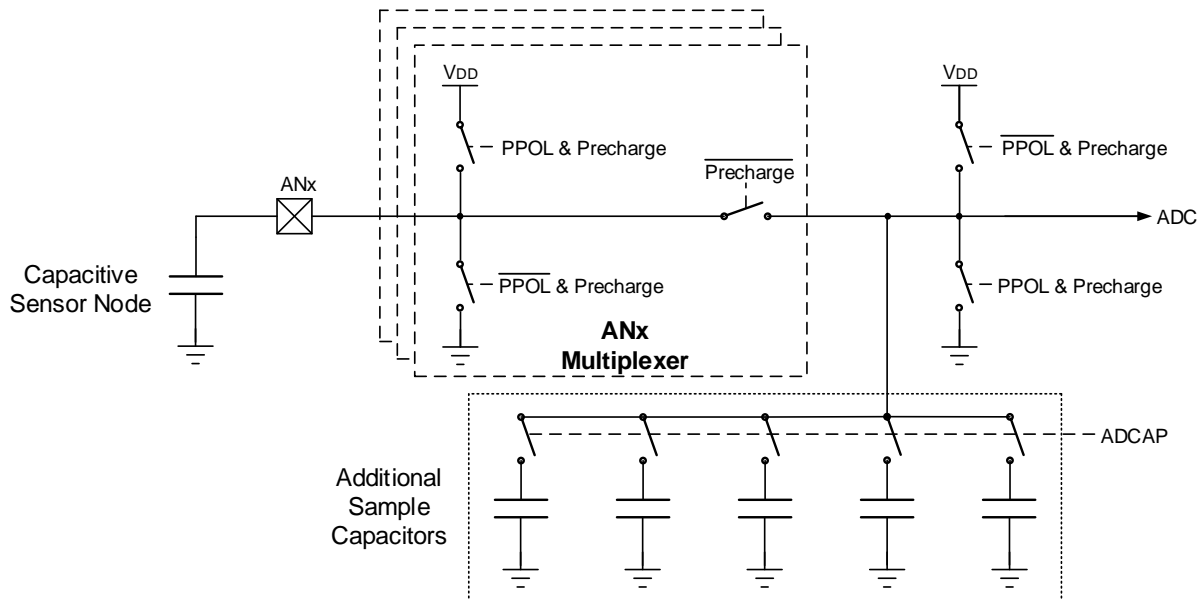 VDD
VDD
PPOL & Precharge
PPOL & Precharge
Precharge
ANx
ADC
Capacitive
Sensor Node
PPOL & Precharge
PPOL & Precharge
ANx
Multiplexer
ADCAP
Additional
Sample
Capacitors